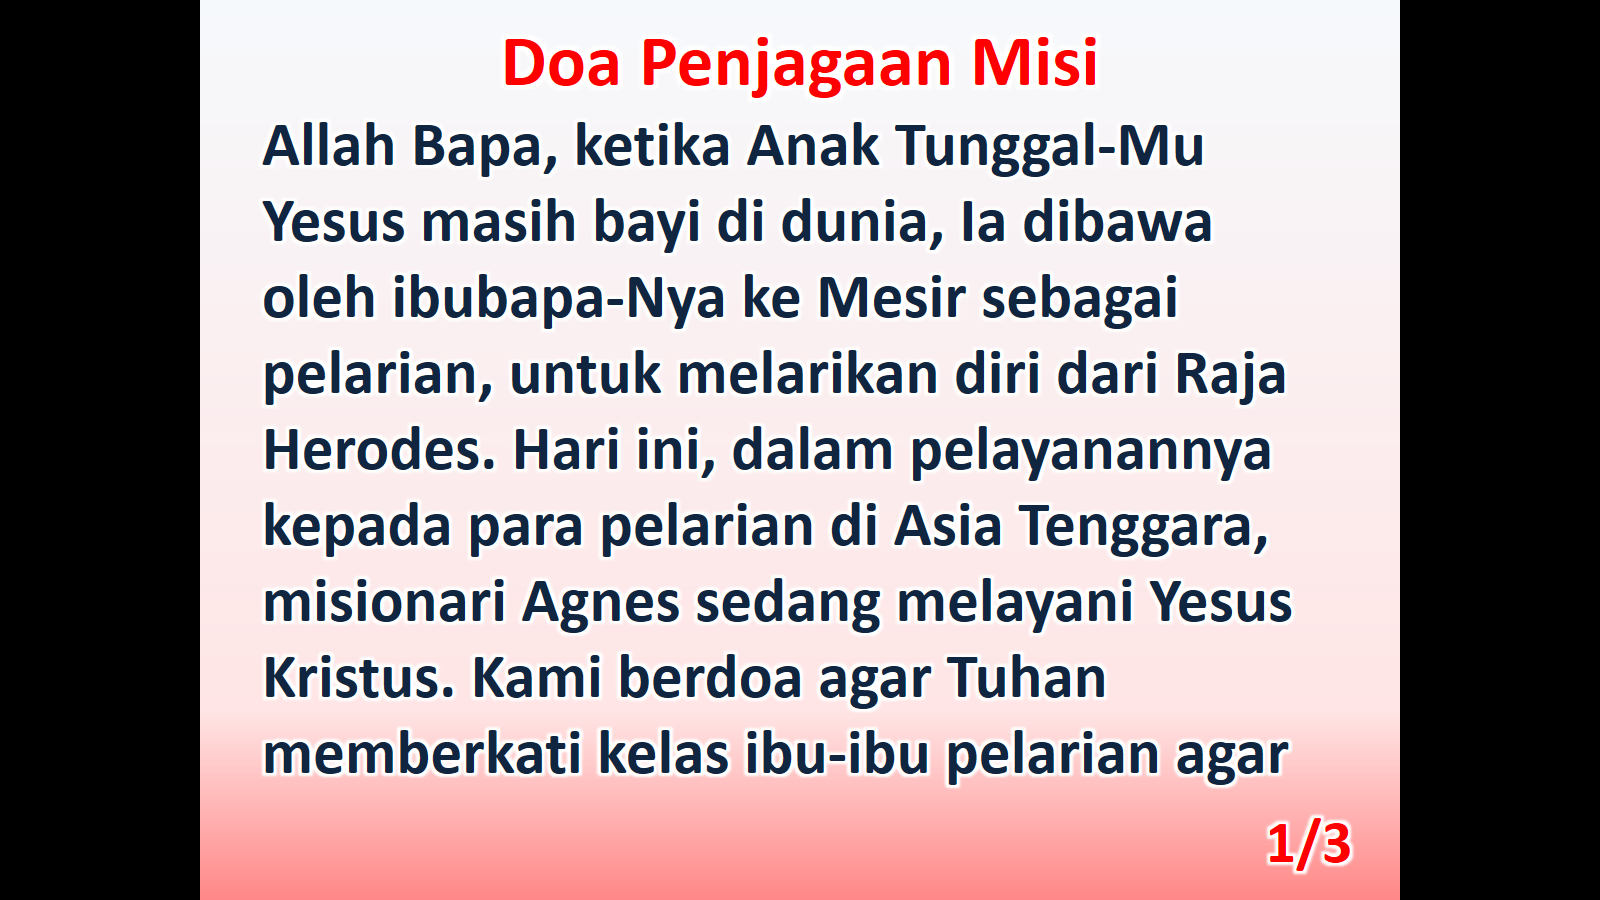 Doa Penjagaan Misi
Allah Bapa, ketika Anak Tunggal-Mu
Yesus masih bayi di dunia, Ia dibawa
oleh ibubapa-Nya ke Mesir sebagai
pelarian, untuk melarikan diri dari Raja
Herodes. Hari ini, dalam pelayanannya
kepada para pelarian di Asia Tenggara,
misionari Agnes sedang melayani Yesus
Kristus. Kami berdoa agar Tuhan
memberkati kelas ibu-ibu pelarian agar
1/3